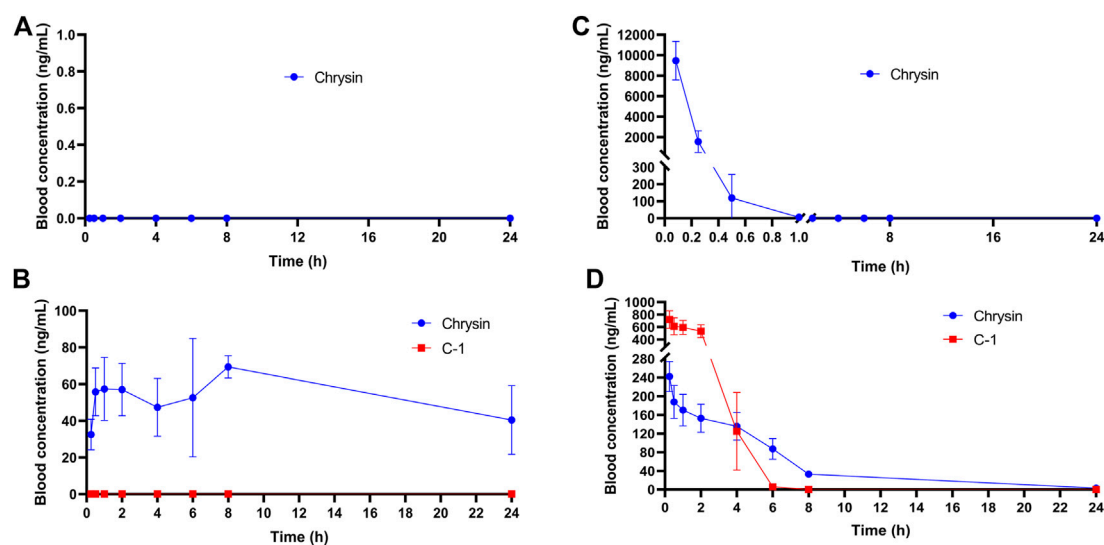 A
Blood concentration (ng/mL)
1.0
0.8
0.6
0.4
0.2
0.0
Chrysin
0 4 8 12 16 20 24
Time (h)
C
Blood concentration (ng/mL)
12000
10000
8000
6000
4000
2000
300
200
100
0
Chrysin
0.0 0.2 0.4 0.6 0.8 1.0 8 16 24
Time (h)
B
Blood concentration (ng/mL)
100
80
60
40
20
0
Chrysin
C-1
0 2 4 6 8 10 12 14 16 18 20 22 24
Time (h)
D
Blood concentration (ng/mL)
1000
800
600
400
280
240
200
160
120
80
40
0
Chrysin
C-1
0 2 4 6 8 10 12 14 16 18 20 22 24
Time (h)